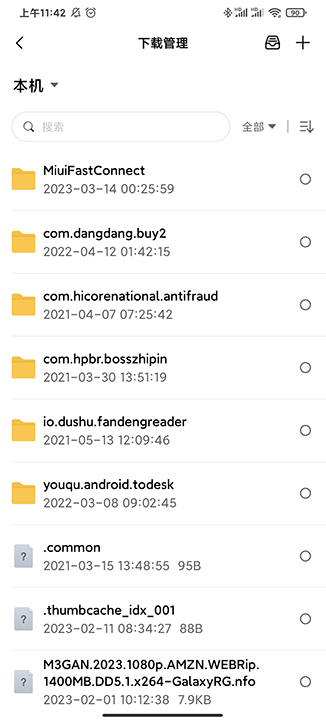 上午11:42
HD HD 90
下载管理
本机
搜索
全部
MiuiFastConnect
2023-03-14 00:25:59
com.dangdang.buy2
2022-04-12 01:42:15
com.hicorenational.antifraud
2021-04-07 07:25:42
com.hpbr.bosszhipin
2021-03-30 13:51:19
io.dushu.fandengreader
2021-05-13 12:09:46
youqu.android.todesk
2022-03-08 09:02:45
?
.common
2021-03-15 13:48:55 95B
?
.thumbcache_idx_001
2023-02-11 08:34:27 88B
?
M3GAN.2023.1080p.AMZN.WEBRip.
1400MB.DD5.1.x264-GalaxyRG.nfo
2023-02-01 10:12:38 7.9KB